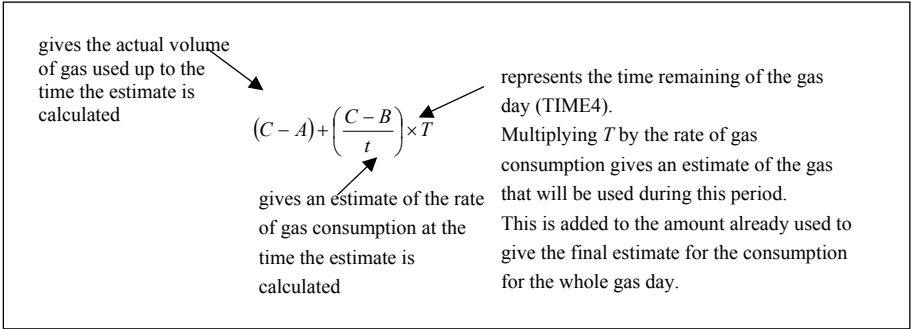 gives the actual volume
of gas used up to the
time the estimate is
calculated
(C − A) + ( (C − B) / t ) × T
represents the time remaining of the gas
day (TIME4).
Multiplying T by the rate of gas
consumption gives an estimate of the gas
that will be used during this period.
This is added to the amount already used to
give the final estimate for the consumption
for the whole gas day.
gives an estimate of the rate
of gas consumption at the
time the estimate is
calculated